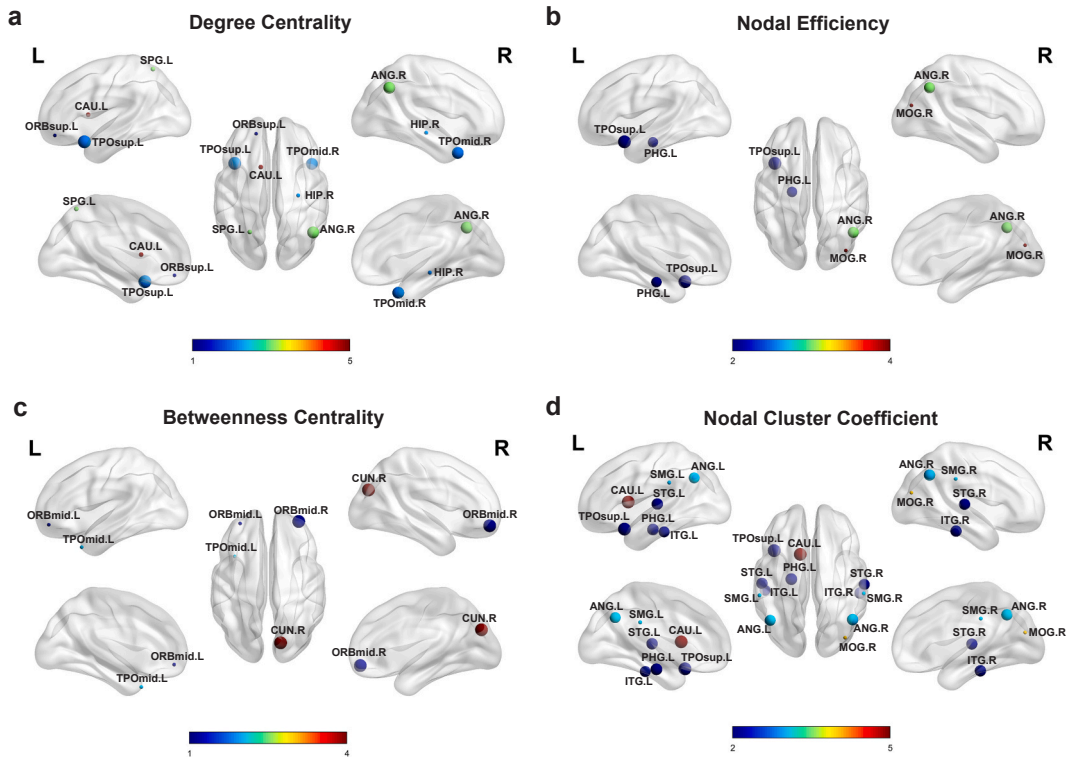 a
Degree Centrality
L
R
SPG.L
CAU.L
ORBsup.L
TPOsup.L
ORBsup.L
TPOsup.L
TPOmid.R
CAU.L
HIP.R
SPG.L
ANG.R
ANG.R
HIP.R
TPOmid.R
SPG.L
CAU.L
ORBsup.L
TPOsup.L
ANG.R
HIP.R
TPOmid.R
1
5
b
Nodal Efficiency
L
R
TPOsup.L
PHG.L
TPOsup.L
PHG.L
ANG.R
MOG.R
ANG.R
MOG.R
PHG.L
TPOsup.L
ANG.R
MOG.R
2
4
c
Betweenness Centrality
L
R
ORBmid.L
TPOmid.L
ORBmid.L
ORBmid.R
TPOmid.L
CUN.R
CUN.R
ORBmid.R
ORBmid.L
TPOmid.L
CUN.R
ORBmid.R
1
4
d
Nodal Cluster Coefficient
L
R
SMG.L
ANG.L
CAU.L
STG.L
TPOsup.L
PHG.L
ITG.L
TPOsup.L
CAU.L
STG.L
PHG.L
STG.R
SMG.L
ITG.L
ITG.R
SMG.R
ANG.L
ANG.R
MOG.R
ANG.R
SMG.R
MOG.R
STG.R
ITG.R
ANG.L
SMG.L
STG.L
CAU.L
PHG.L
TPOsup.L
ITG.L
SMG.R
ANG.R
STG.R
MOG.R
ITG.R
2
5